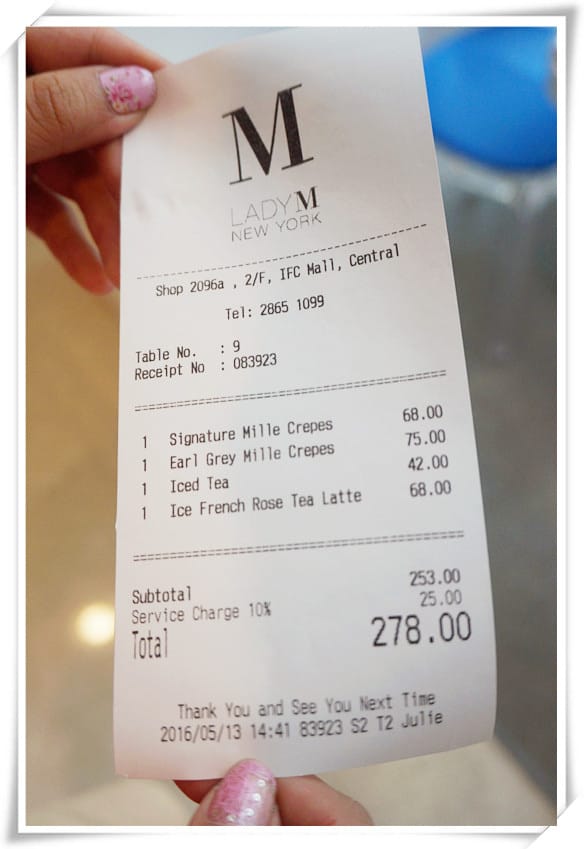 M
LADY M
NEW YORK
Shop 2096a , 2/F, IFC Mall, Central
Tel: 2865 1099
Table No. : 9
Receipt No : 083923
1 Signature Mille Crepes 68.00
1 Earl Grey Mille Crepes 75.00
1 Iced Tea 42.00
1 Ice French Rose Tea Latte 68.00
Subtotal 253.00
Service Charge 10% 25.00
Total 278.00
Thank You and See You Next Time
2016/05/13 14:41 83923 S2 T2 Julie